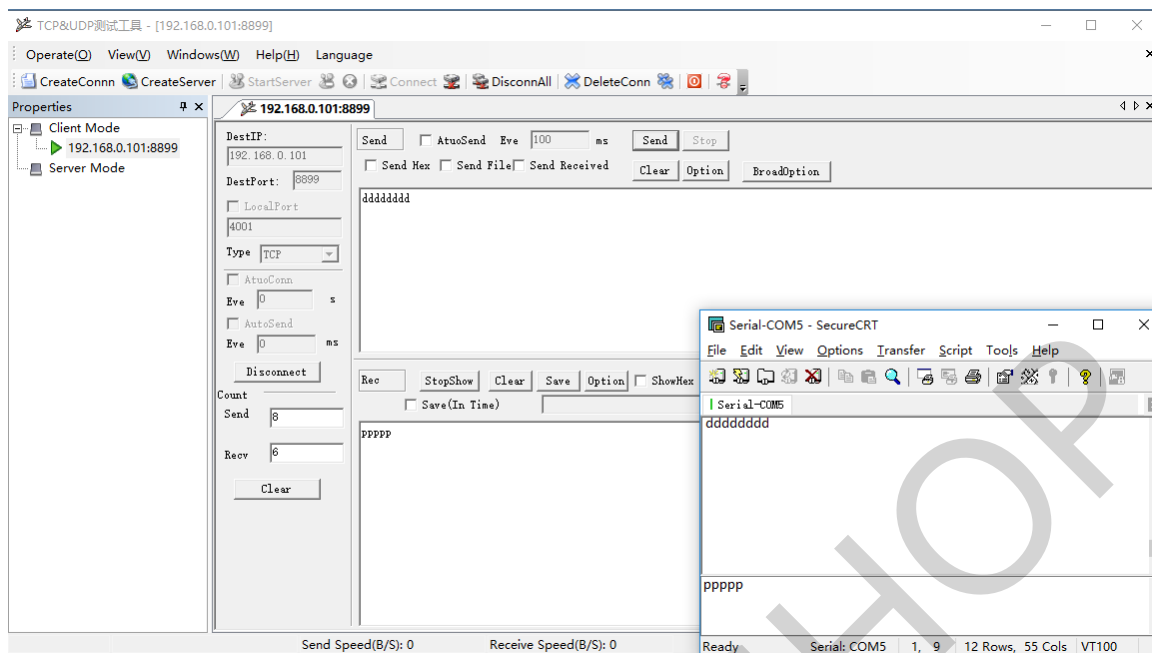 TCP&UDP测试工具 - [192.168.0.101:8899]
Operate(O) View(V) Windows(W) Help(H) Language
CreateConnn CreateServer StartServer Connect DisconnAll DeleteConn
Properties
192.168.0.101:8899
Client Mode
192.168.0.101:8899
Server Mode
DestIP:
192.168.0.101
DestPort: 8899
LocalPort
4001
Type TCP
AtuoConn
Eve 0 s
AutoSend
Eve 0 ms
Disconnect
Count
Send 8
Recv 6
Clear
Send AtuoSend Eve 100 ms Send Stop
Send Hex Send File Send Received Clear Option BroadOption
dddddddd
Rec StopShow Clear Save Option ShowHex
Save(In Time)
ppppp
Send Speed(B/S): 0 Receive Speed(B/S): 0
Serial-COM5 - SecureCRT
File Edit View Options Transfer Script Tools Help
Serial-COM5
dddddddd
ppppp
Ready Serial: COM5 1, 9 12 Rows, 55 Cols VT100
HOP